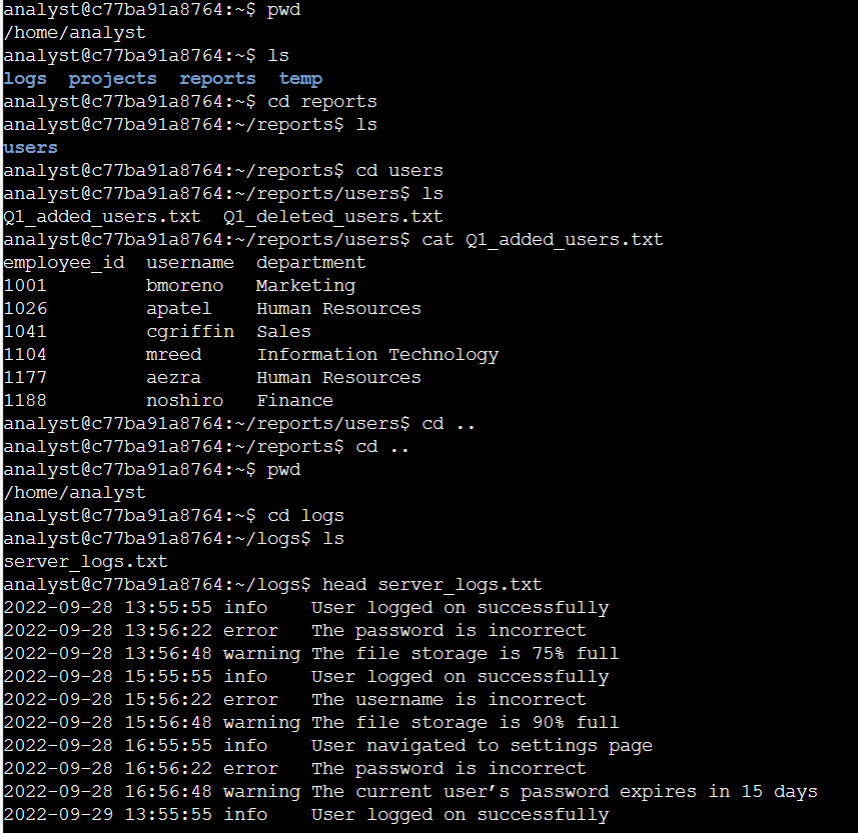 analyst@c77ba91a8764:~$ pwd
/home/analyst
analyst@c77ba91a8764:~$ ls
logs  projects  reports  temp
analyst@c77ba91a8764:~$ cd reports
analyst@c77ba91a8764:~/reports$ ls
users
analyst@c77ba91a8764:~/reports$ cd users
analyst@c77ba91a8764:~/reports/users$ ls
Q1_added_users.txt  Q1_deleted_users.txt
analyst@c77ba91a8764:~/reports/users$ cat Q1_added_users.txt
employee_id  username  department
1001         bmoreno   Marketing
1026         apatel    Human Resources
1041         cgriffin  Sales
1104         mreed     Information Technology
1177         aezra     Human Resources
1188         noshiro   Finance
analyst@c77ba91a8764:~/reports/users$ cd ..
analyst@c77ba91a8764:~/reports$ cd ..
analyst@c77ba91a8764:~$ pwd
/home/analyst
analyst@c77ba91a8764:~$ cd logs
analyst@c77ba91a8764:~/logs$ ls
server_logs.txt
analyst@c77ba91a8764:~/logs$ head server_logs.txt
2022-09-28 13:55:55 info    User logged on successfully
2022-09-28 13:56:22 error   The password is incorrect
2022-09-28 13:56:48 warning The file storage is 75% full
2022-09-28 15:55:55 info    User logged on successfully
2022-09-28 15:56:22 error   The username is incorrect
2022-09-28 15:56:48 warning The file storage is 90% full
2022-09-28 16:55:55 info    User navigated to settings page
2022-09-28 16:56:22 error   The password is incorrect
2022-09-28 16:56:48 warning The current user’s password expires in 15 days
2022-09-29 13:55:55 info    User logged on successfully